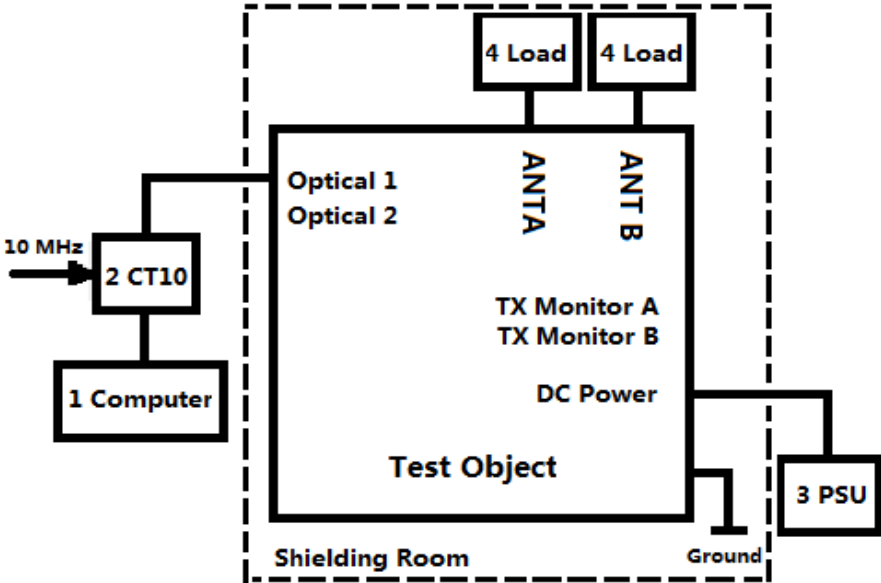 4 Load
4 Load
Optical 1
Optical 2
ANTA
ANT B
10 MHz
2 CT10
TX Monitor A
TX Monitor B
1 Computer
DC Power
Test Object
3 PSU
Shielding Room
Ground